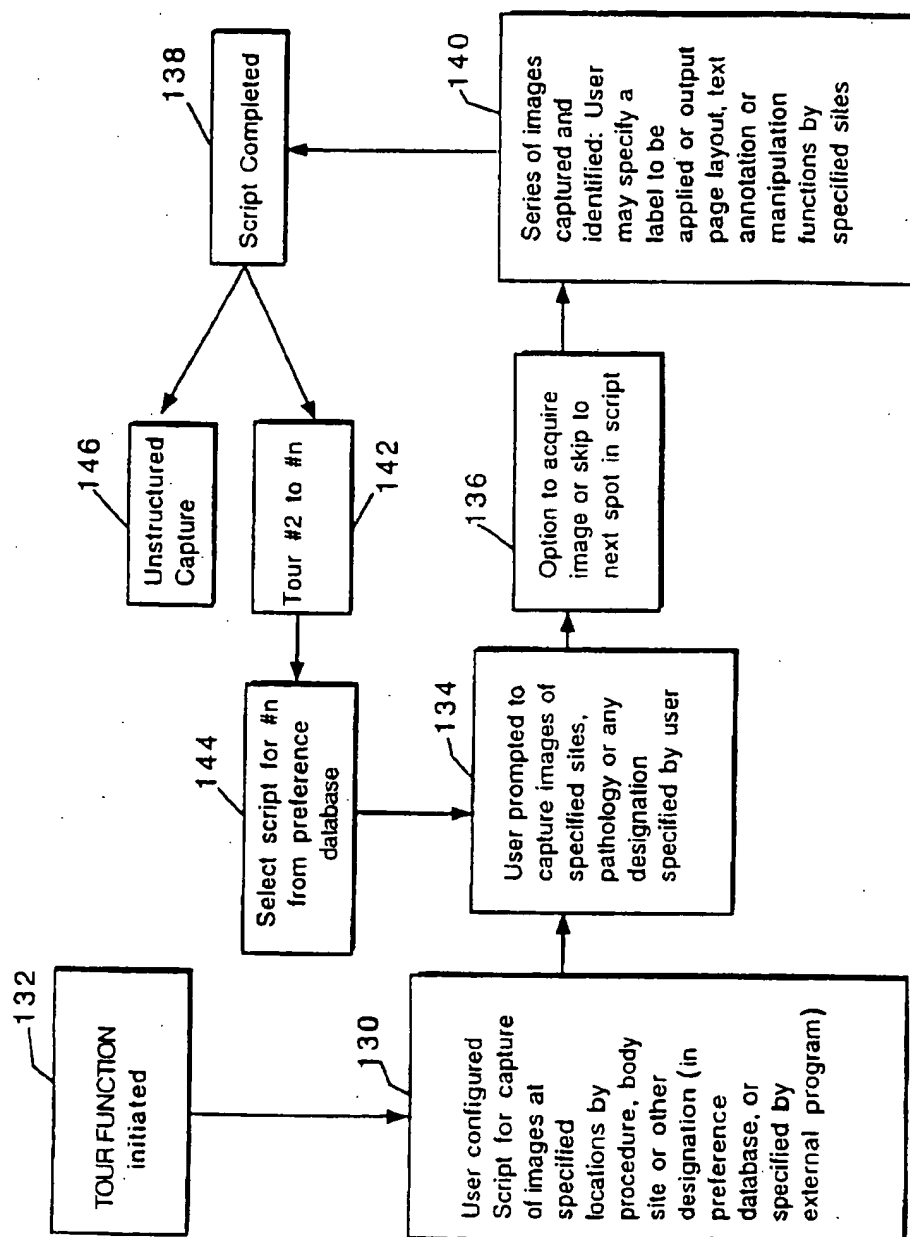 132
TOUR FUNCTION
initiated
130
User configured
Script for capture
of images at
specified
locations by
procedure, body
site or other
designation (in
preference
database, or
specified by
external program)
144
Select script for #n
from preference
database
134
User prompted to
capture images of
specified sites,
pathology or any
designation
specified by user
146
Unstructured
Capture
Tour #2 to #n
142
136
Option to acquire
image or skip to
next spot in script
138
Script Completed
140
Series of images
captured and
identified: User
may specify a
label to be
applied or output
page layout, text
annotation or
manipulation
functions by
specified sites